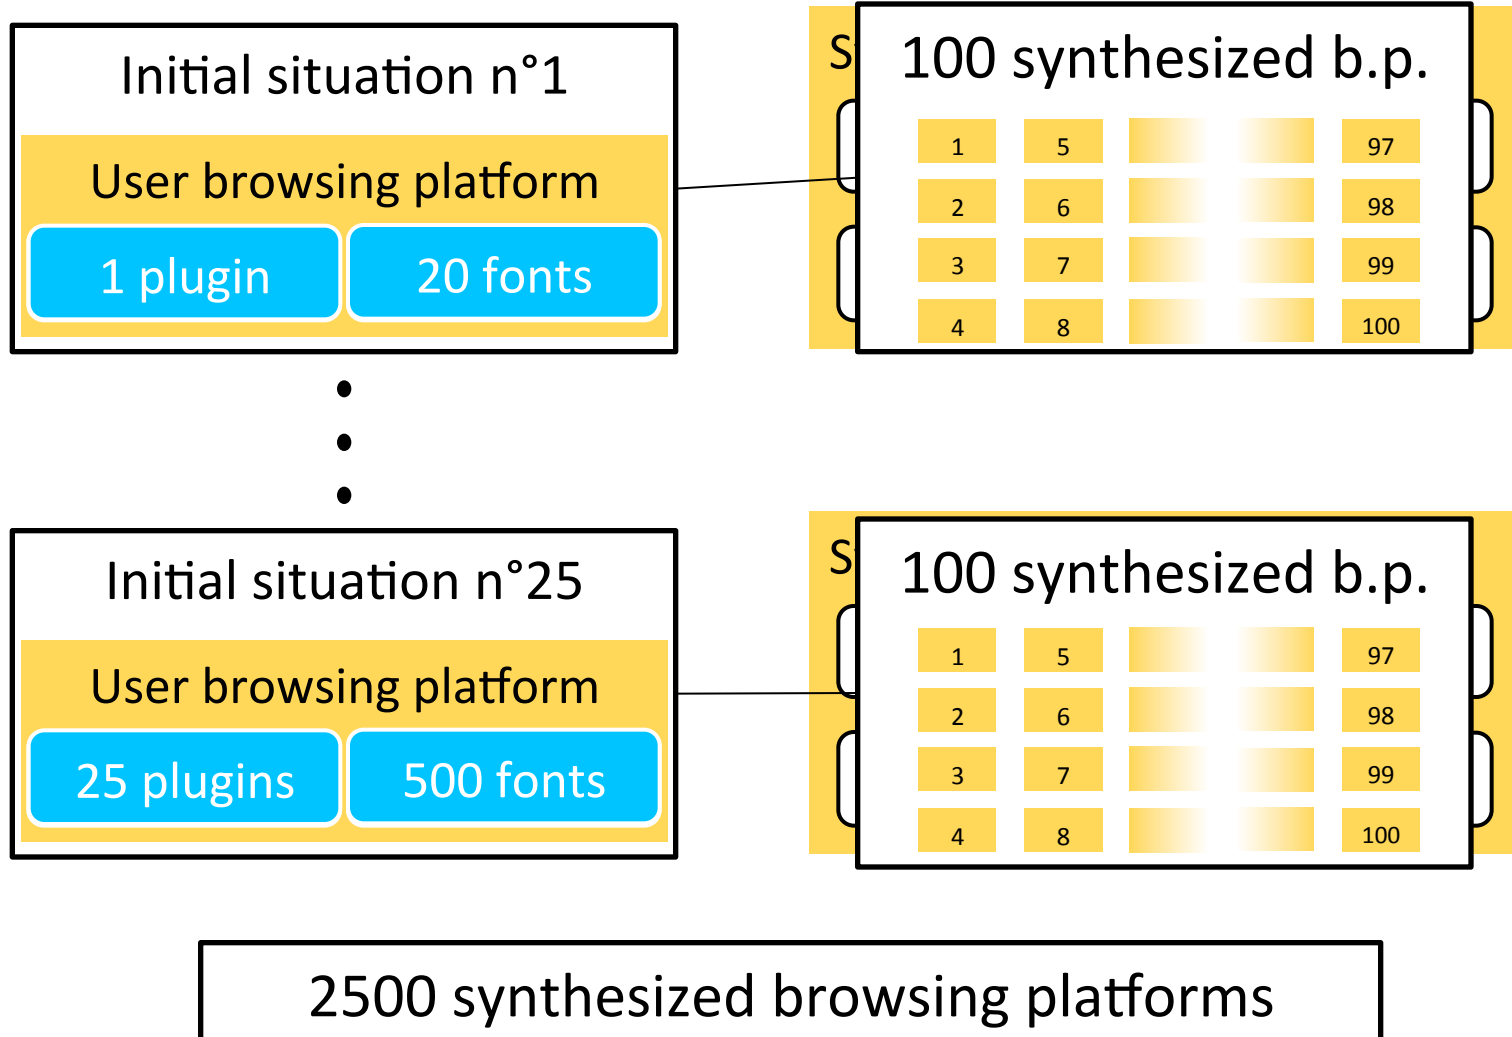 Initial situation n°1
User browsing platform
1 plugin
20 fonts
S
100 synthesized b.p.
1 5 97
2 6 98
3 7 99
4 8 100
Initial situation n°25
User browsing platform
25 plugins
500 fonts
S
100 synthesized b.p.
1 5 97
2 6 98
3 7 99
4 8 100
2500 synthesized browsing platforms